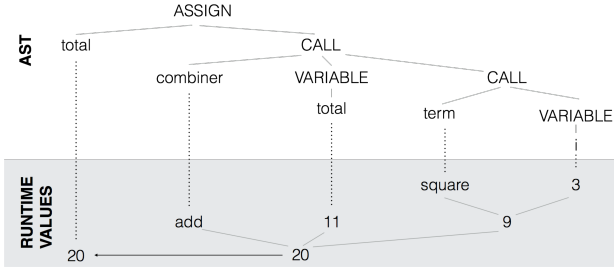 ASSIGN
AST
total
CALL
combiner
VARIABLE
CALL
total
term
VARIABLE
i
RUNTIME
VALUES
square
3
add
11
9
20
20